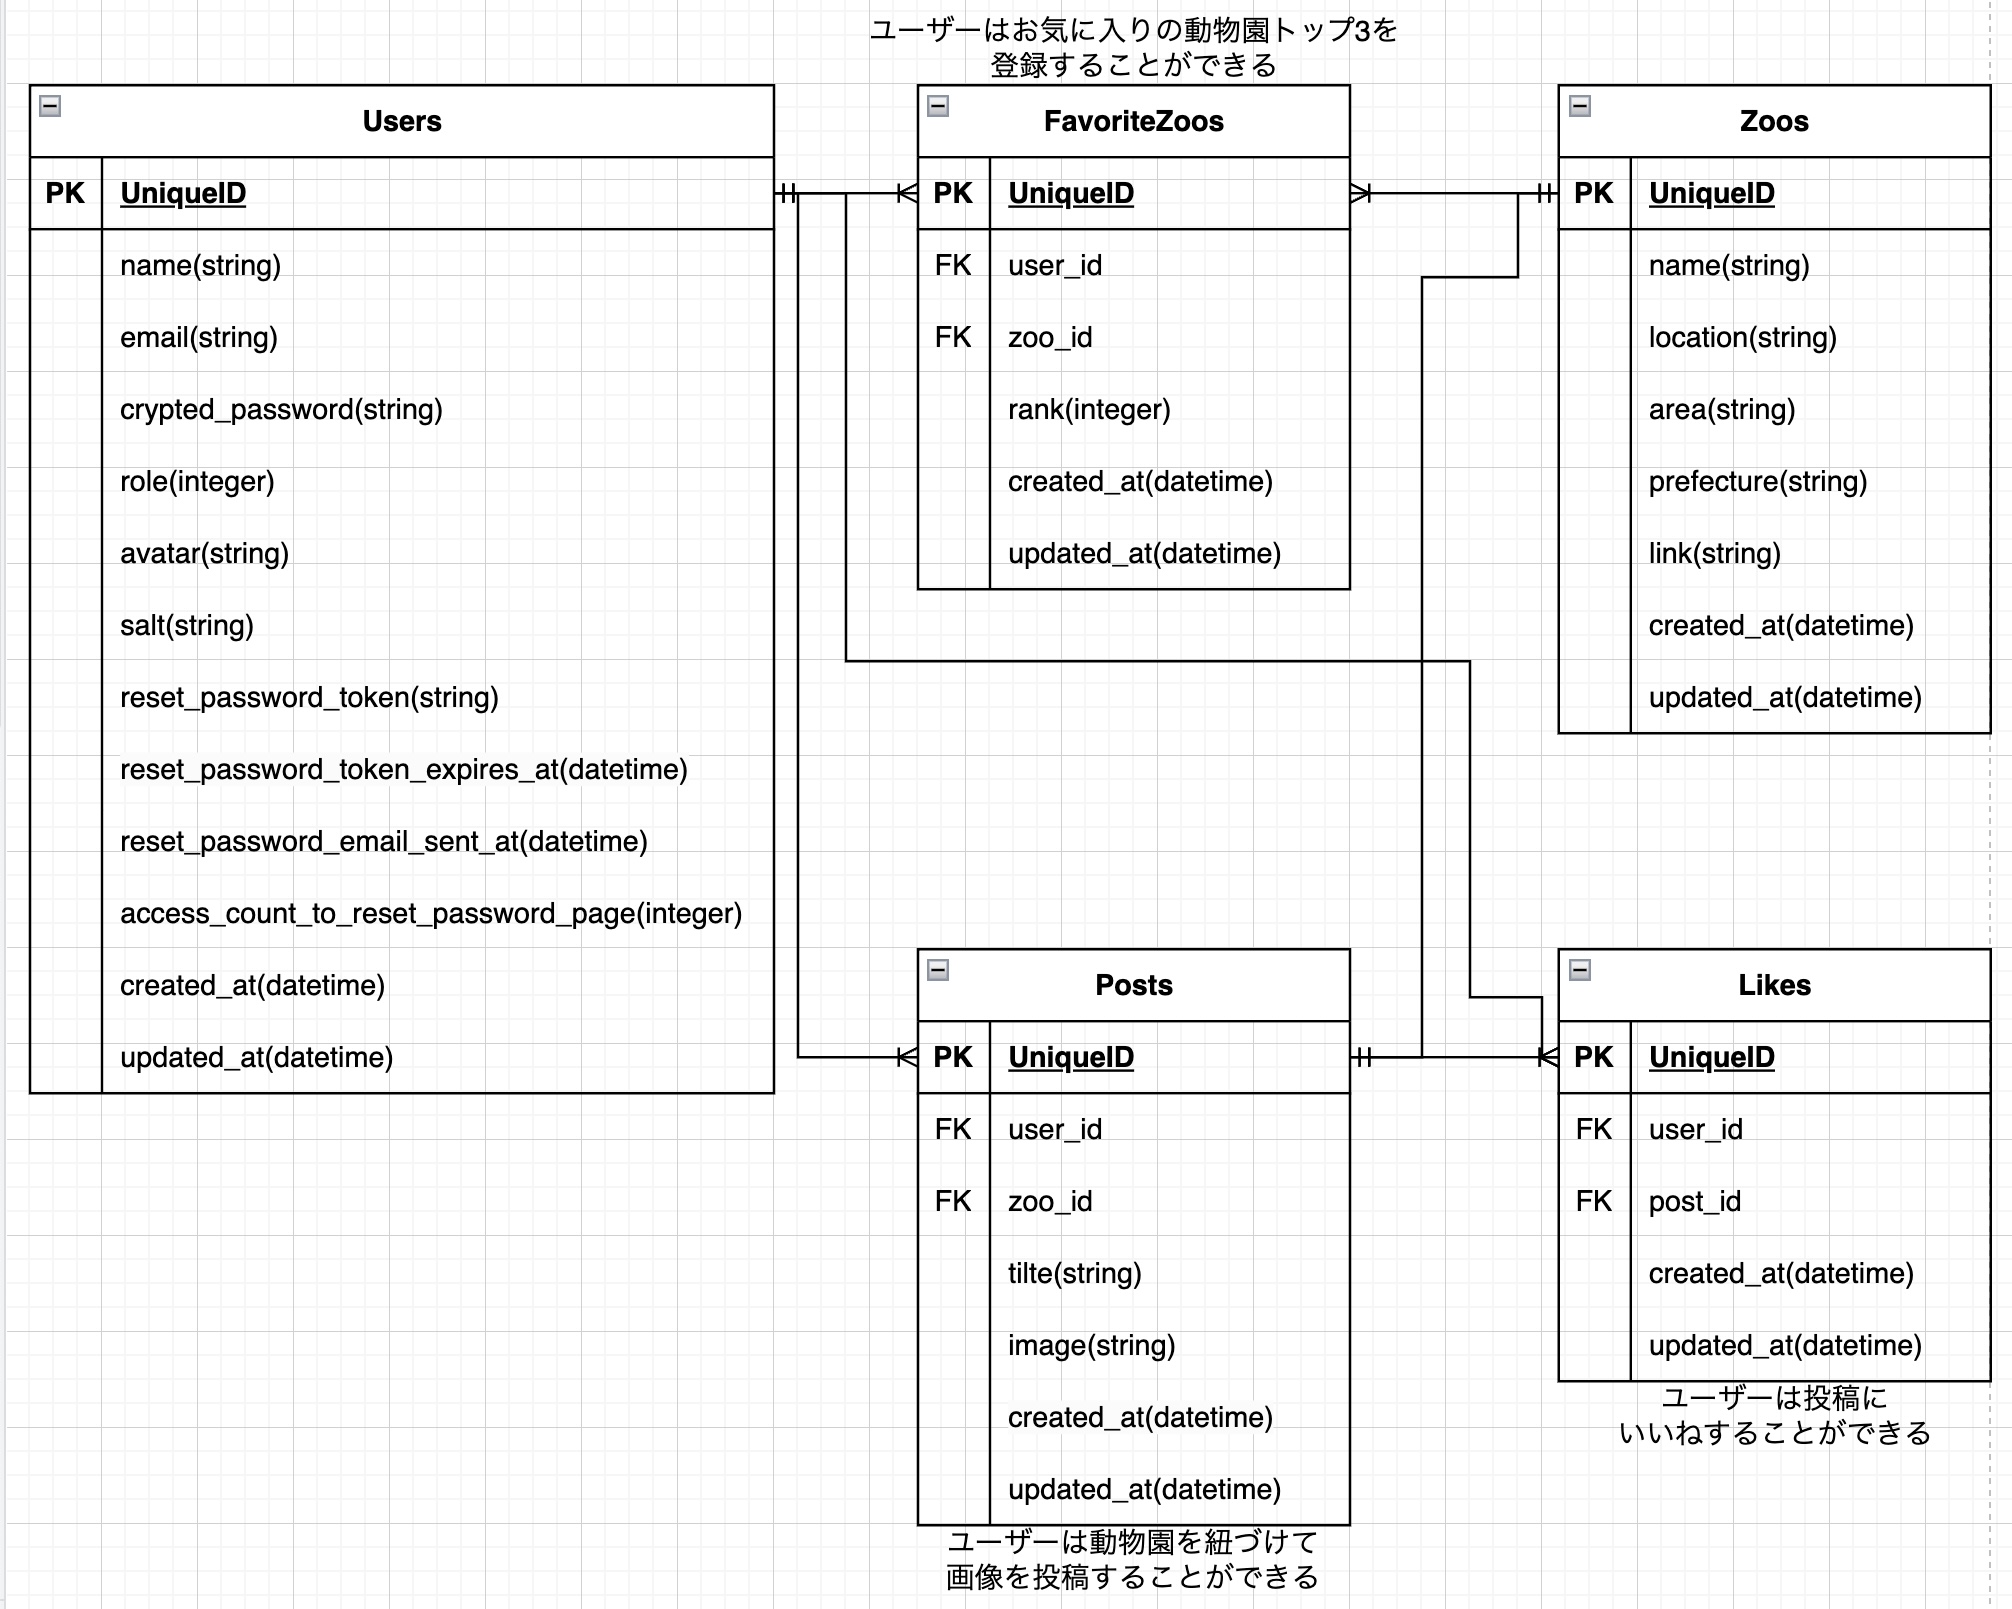 ユーザーはお気に入りの動物園トップ3を
登録することができる
Users
PK UniqueID
name(string)
email(string)
crypted_password(string)
role(integer)
avatar(string)
salt(string)
reset_password_token(string)
reset_password_token_expires_at(datetime)
reset_password_email_sent_at(datetime)
access_count_to_reset_password_page(integer)
created_at(datetime)
updated_at(datetime)
FavoriteZoos
PK UniqueID
FK user_id
FK zoo_id
rank(integer)
created_at(datetime)
updated_at(datetime)
Zoos
PK UniqueID
name(string)
location(string)
area(string)
prefecture(string)
link(string)
created_at(datetime)
updated_at(datetime)
Posts
PK UniqueID
FK user_id
FK zoo_id
tilte(string)
image(string)
created_at(datetime)
updated_at(datetime)
ユーザーは動物園を紐づけて
画像を投稿することができる
Likes
PK UniqueID
FK user_id
FK post_id
created_at(datetime)
updated_at(datetime)
ユーザーは投稿に
いいねすることができる